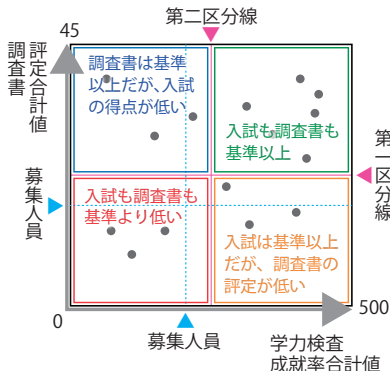 第二区分線
45
調査書
評定合計値
調査書は基準
以上だが、入試
の得点が低い
入試も調査書も
基準以上
第一区分線
募集人員
入試も調査書も
基準より低い
入試は基準以上
だが、調査書の
評定が低い
0
500
募集人員
学力検査
成就率合計値